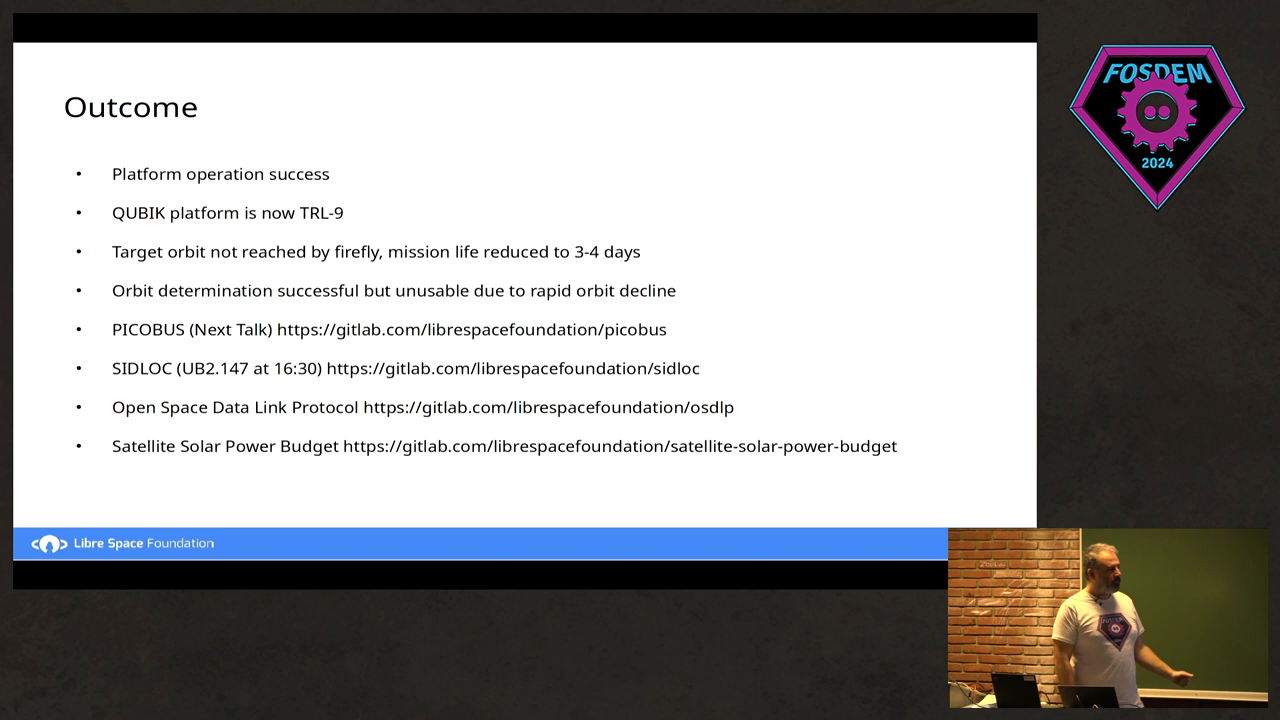 Outcome
• Platform operation success
• QUBIK platform is now TRL-9
• Target orbit not reached by firefly, mission life reduced to 3-4 days
• Orbit determination successful but unusable due to rapid orbit decline
• PICOBUS (Next Talk) https://gitlab.com/librespacefoundation/picobus
• SIDLOC (UB2.147 at 16:30) https://gitlab.com/librespacefoundation/sidloc
• Open Space Data Link Protocol https://gitlab.com/librespacefoundation/osdlp
• Satellite Solar Power Budget https://gitlab.com/librespacefoundation/satellite-solar-power-budget
Libre Space Foundation
FOSDEM
2024
FOSDEM